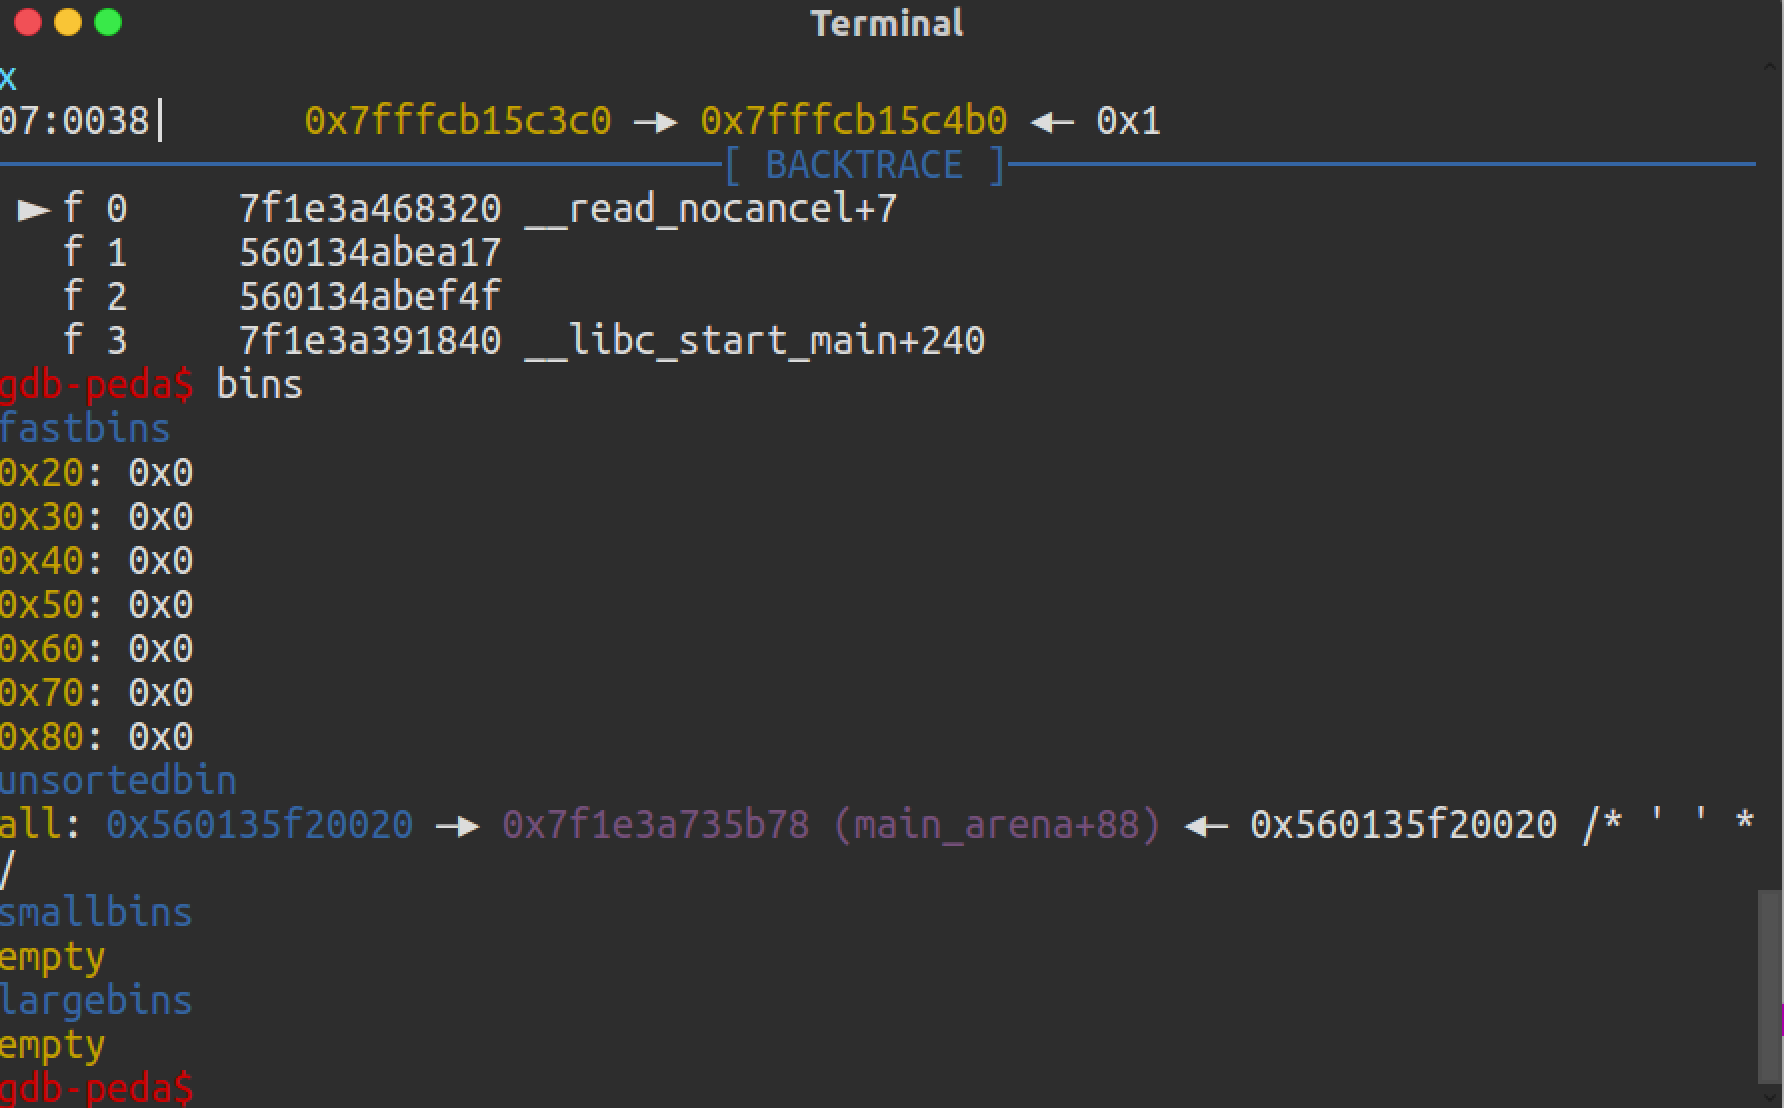 Terminal
x
07:0038│ 0x7fffcb15c3c0 —▸ 0x7fffcb15c4b0 ◂— 0x1
[ BACKTRACE ]
► f 0 7f1e3a468320 __read_nocancel+7
f 1 560134abea17
f 2 560134abef4f
f 3 7f1e3a391840 __libc_start_main+240
gdb-peda$ bins
fastbins
0x20: 0x0
0x30: 0x0
0x40: 0x0
0x50: 0x0
0x60: 0x0
0x70: 0x0
0x80: 0x0
unsortedbin
all: 0x560135f20020 —▸ 0x7f1e3a735b78 (main_arena+88) ◂— 0x560135f20020 /* ' ' *
/
smallbins
empty
largebins
empty
gdb-peda$